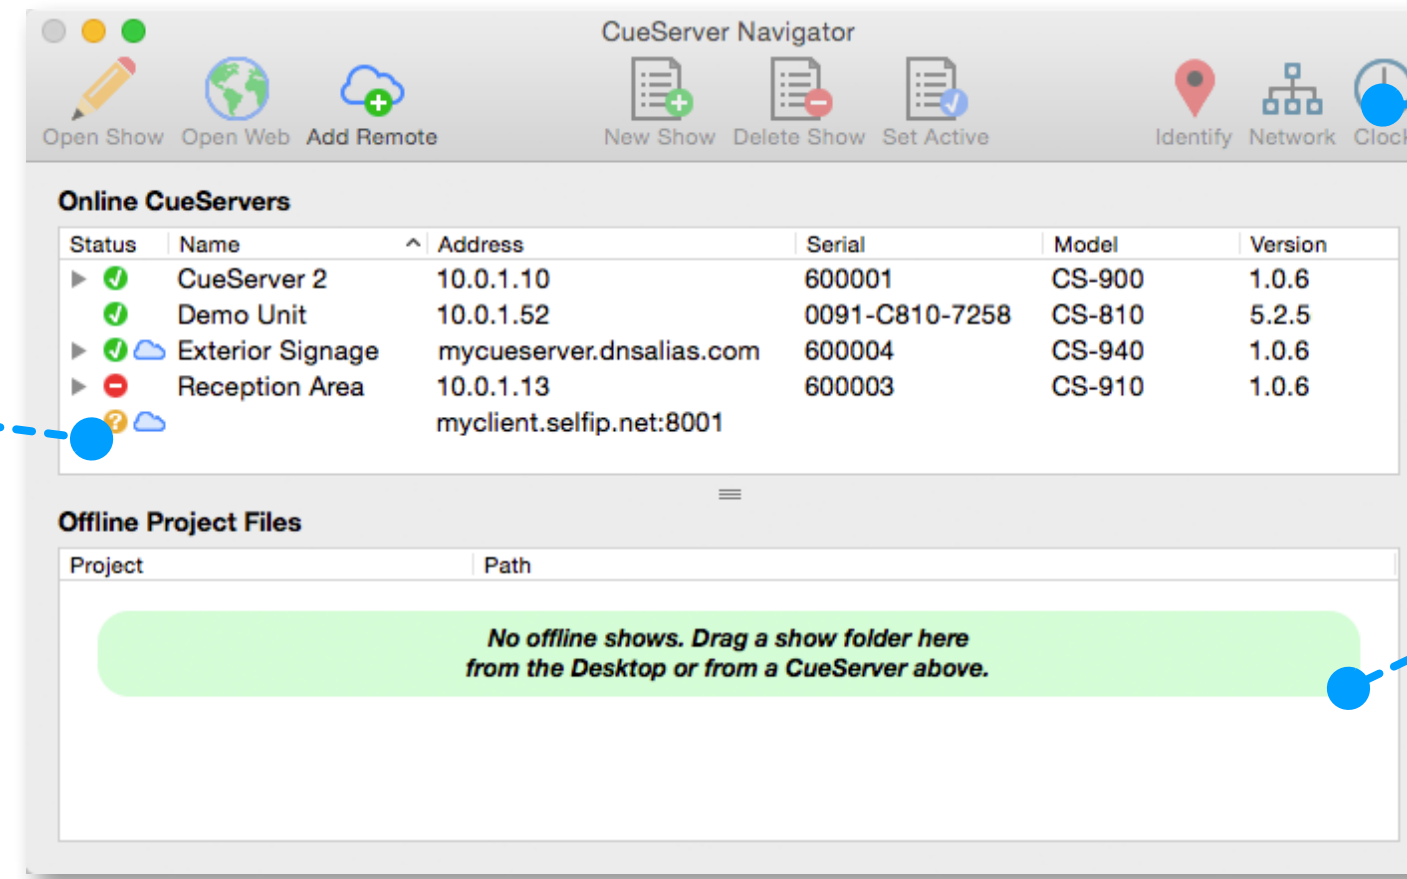 CueServer Navigator
Open Show Open Web Add Remote New Show Delete Show Set Active Identify Network Clock
Online CueServers
Status Name Address Serial Model Version
CueServer 2 10.0.1.10 600001 CS-900 1.0.6
Demo Unit 10.0.1.52 0091-C810-7258 CS-810 5.2.5
Exterior Signage mycueserver.dnsalias.com 600004 CS-940 1.0.6
Reception Area 10.0.1.13 600003 CS-910 1.0.6
myclient.selfip.net:8001
Offline Project Files
Project Path
No offline shows. Drag a show folder here
from the Desktop or from a CueServer above.